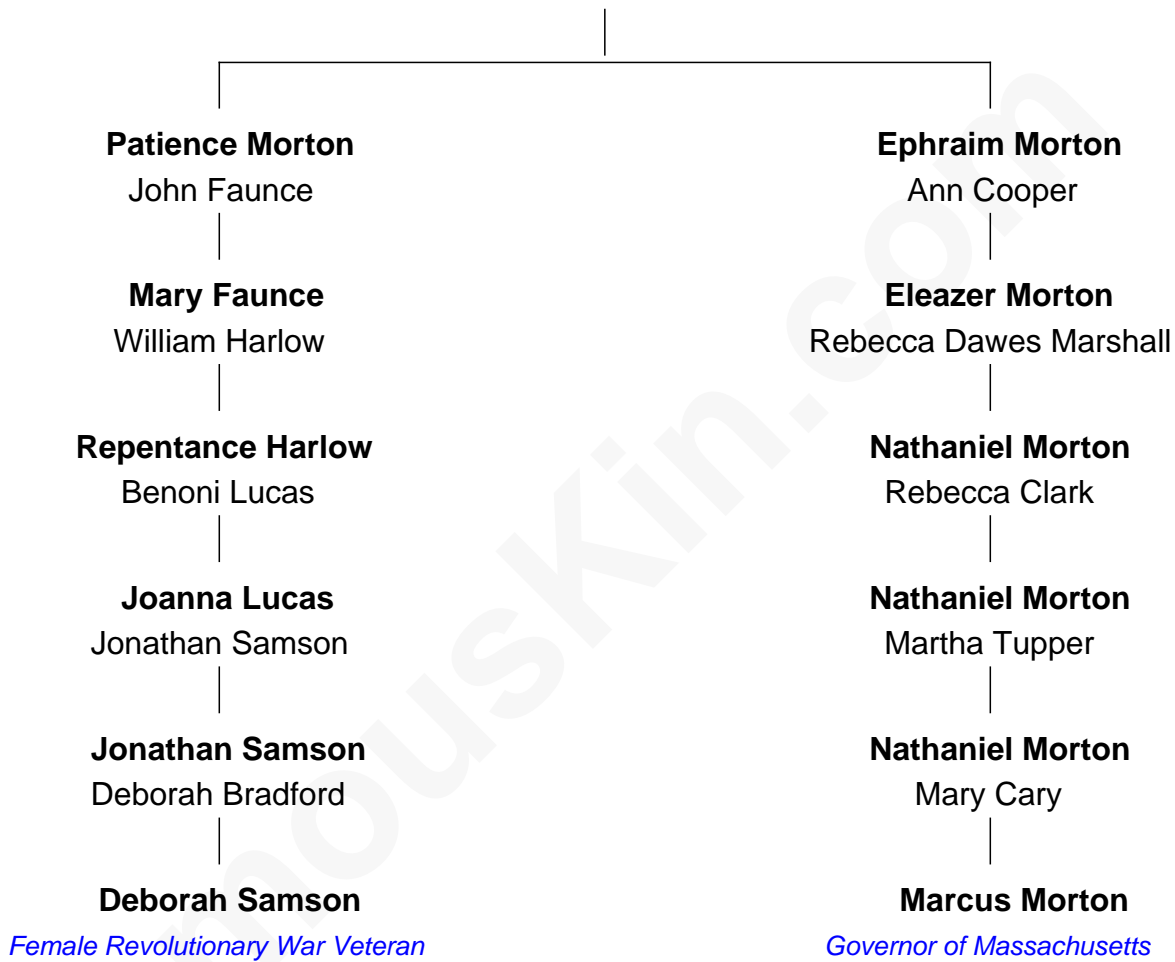 Patience Morton
John Faunce
Mary Faunce
William Harlow
Repentance Harlow
Benoni Lucas
Joanna Lucas
Jonathan Samson
Jonathan Samson
Deborah Bradford
Deborah Samson
Female Revolutionary War Veteran
Ephraim Morton
Ann Cooper
Eleazer Morton
Rebecca Dawes Marshall
Nathaniel Morton
Rebecca Clark
Nathaniel Morton
Martha Tupper
Nathaniel Morton
Mary Cary
Marcus Morton
Governor of Massachusetts
mousKin.com